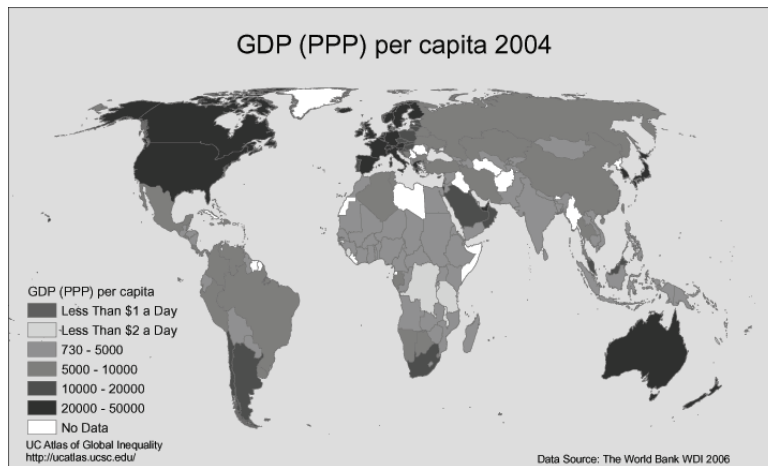 GDP (PPP) per capita 2004
GDP (PPP) per capita
Less Than $1 a Day
Less Than $2 a Day
730 - 5000
5000 - 10000
10000 - 20000
20000 - 50000
No Data
UC Atlas of Global Inequality
http://ucatlas.ucsc.edu/
Data Source: The World Bank WDI 2006